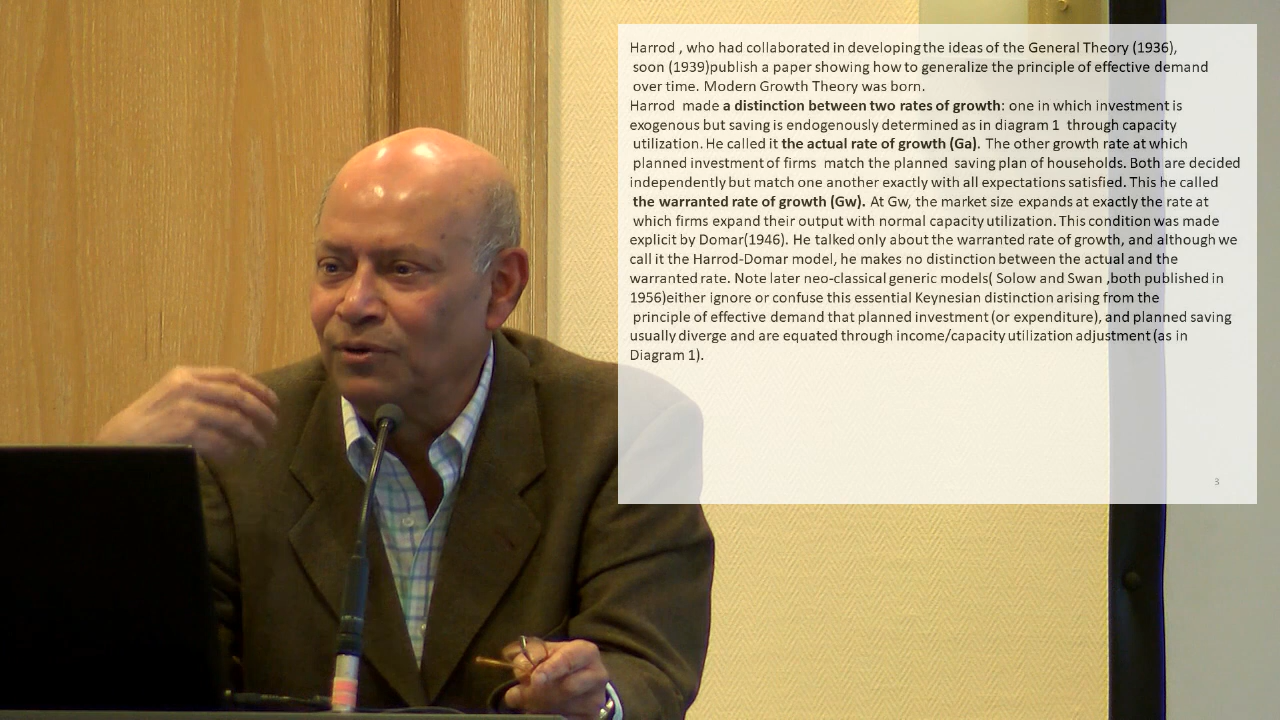 Harrod , who had collaborated in developing the ideas of the General Theory (1936),
soon (1939)publish a paper showing how to generalize the principle of effective demand
over time. Modern Growth Theory was born.
Harrod made a distinction between two rates of growth: one in which investment is
exogenous but saving is endogenously determined as in diagram 1 through capacity
utilization. He called it the actual rate of growth (Ga). The other growth rate at which
planned investment of firms match the planned saving plan of households. Both are decided
independently but match one another exactly with all expectations satisfied. This he called
the warranted rate of growth (Gw). At Gw, the market size expands at exactly the rate at
which firms expand their output with normal capacity utilization. This condition was made
explicit by Domar(1946). He talked only about the warranted rate of growth, and although we
call it the Harrod-Domar model, he makes no distinction between the actual and the
warranted rate. Note later neo-classical generic models( Solow and Swan ,both published in
1956)either ignore or confuse this essential Keynesian distinction arising from the
principle of effective demand that planned investment (or expenditure), and planned saving
usually diverge and are equated through income/capacity utilization adjustment (as in
Diagram 1).
3